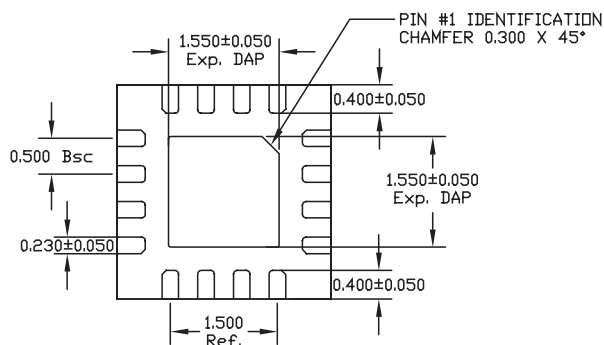 PIN #1 IDENTIFICATION
CHAMFER 0.300 X 45°
1.550±0.050
Exp. DAP
0.400±0.050
0.500 Bsc
1.550±0.050
Exp. DAP
0.230±0.050
0.400±0.050
1.500
Ref.